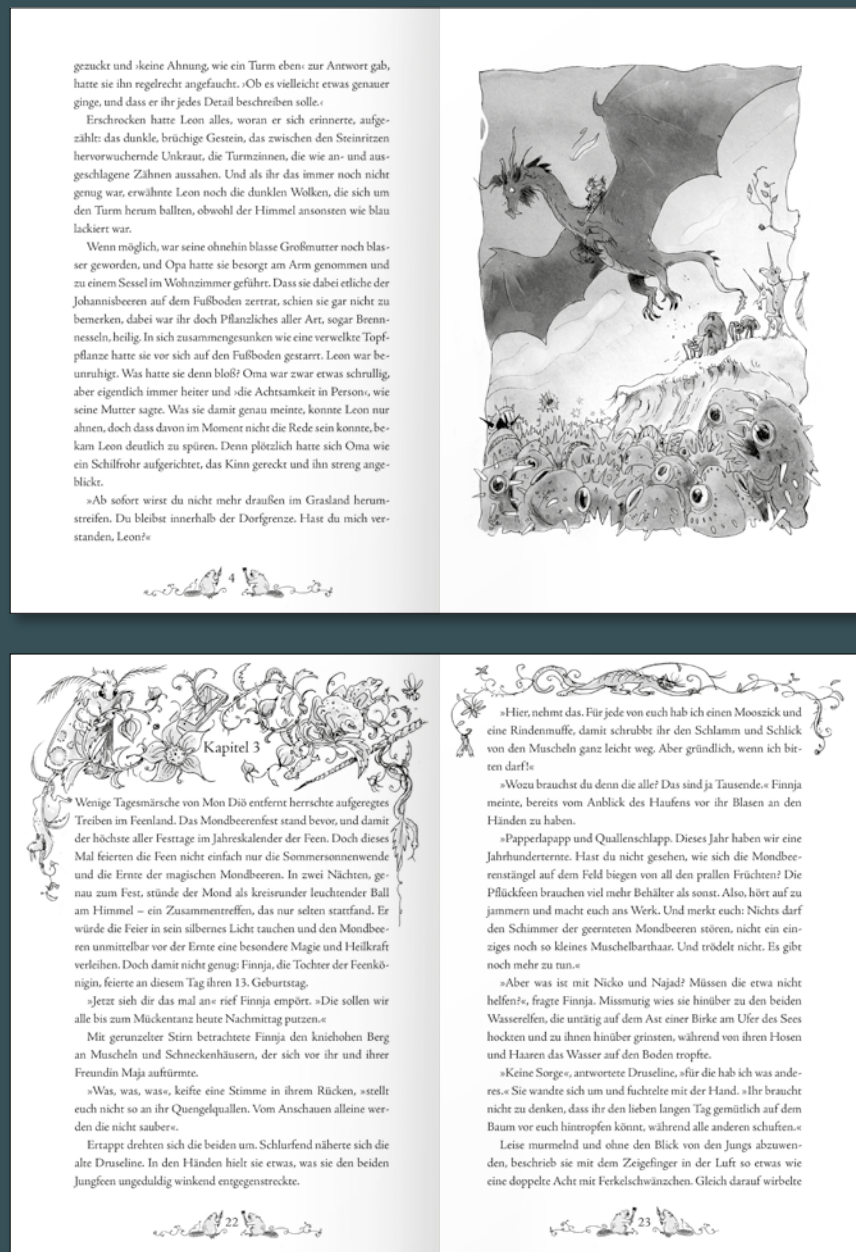 gezuckt und ›keine Ahnung, wie ein Turm eben‹ zur Antwort gab,
hatte sie ihn regelrecht angefaucht. ›Ob es vielleicht etwas genauer
ginge, und dass er ihr jedes Detail beschreiben solle.‹
Erschrocken hatte Leon alles, woran er sich erinnerte, aufge-
zählt: das dunkle, brüchige Gestein, das zwischen den Steinritzen
hervorwuchernde Unkraut, die Turmzinnen, die wie an- und aus-
geschlagene Zähnen aussahen. Und als ihr das immer noch nicht
genug war, erwähnte Leon noch die dunklen Wolken, die sich um
den Turm herum ballten, obwohl der Himmel ansonsten wie blau
lackiert war.
Wenn möglich, war seine ohnehin blasse Großmutter noch blas-
ser geworden, und Opa hatte sie besorgt am Arm genommen und
zu einem Sessel im Wohnzimmer geführt. Dass sie dabei etliche der
Johannisbeeren auf dem Fußboden zertrat, schien sie gar nicht zu
bemerken, dabei war ihr doch Pflanzliches aller Art, sogar Brenn-
nesseln, heilig. In sich zusammengesunken wie eine verwelkte Topf-
pflanze hatte sie vor sich auf den Fußboden gestarrt. Leon war be-
unruhigt. Was hatte sie denn bloß? Oma war zwar etwas schrullig,
aber eigentlich immer heiter und ›die Achtsamkeit in Person‹, wie
seine Mutter sagte. Was sie damit genau meinte, konnte Leon nur
ahnen, doch dass davon im Moment nicht die Rede sein konnte, be-
kam Leon deutlich zu spüren. Denn plötzlich hatte sich Oma wie
ein Schilfrohr aufgerichtet, das Kinn gereckt und ihn streng ange-
blickt.
»Ab sofort wirst du nicht mehr draußen im Grasland herum-
streifen. Du bleibst innerhalb der Dorfgrenze. Hast du mich ver-
standen, Leon?«
4
Kapitel 3
Wenige Tagesmärsche von Mon Diö entfernt herrschte aufgeregtes
Treiben im Feenland. Das Mondbeerenfest stand bevor, und damit
der höchste aller Festtage im Jahreskalender der Feen. Doch dieses
Mal feierten die Feen nicht einfach nur die Sommersonnenwende
und die Ernte der magischen Mondbeeren. In zwei Nächten, ge-
nau zum Fest, stünde der Mond als kreisrunder leuchtender Ball
am Himmel – ein Zusammentreffen, das nur selten stattfand. Er
würde die Feier in sein silbernes Licht tauchen und den Mondbee-
ren unmittelbar vor der Ernte eine besondere Magie und Heilkraft
verleihen. Doch damit nicht genug: Finnja, die Tochter der Feenkö-
nigin, feierte an diesem Tag ihren 13. Geburtstag.
»Jetzt sieh dir das mal an« rief Finnja empört. »Die sollen wir
alle bis zum Mückentanz heute Nachmittag putzen.«
Mit gerunzelter Stirn betrachtete Finnja den kniehohen Berg
an Muscheln und Schneckenhäusern, der sich vor ihr und ihrer
Freundin Maja auftürmte.
»Was, was, was«, keifte eine Stimme in ihrem Rücken, »stellt
euch nicht so an ihr Quengelquallen. Vom Anschauen alleine wer-
den die nicht sauber«.
Ertappt drehten sich die beiden um. Schlurfend näherte sich die
alte Druseline. In den Händen hielt sie etwas, was sie den beiden
Jungfeen ungeduldig winkend entgegenstreckte.
22
»Hier, nehmt das. Für jede von euch hab ich einen Mooszick und
eine Rindenmuffe, damit schrubbt ihr den Schlamm und Schlick
von den Muscheln ganz leicht weg. Aber gründlich, wenn ich bit-
ten darf!«
»Wozu brauchst du denn die alle? Das sind ja Tausende.« Finnja
meinte, bereits vom Anblick des Haufens vor ihr Blasen an den
Händen zu haben.
»Papperlapapp und Quallenschlapp. Dieses Jahr haben wir eine
Jahrhunderternte. Hast du nicht gesehen, wie sich die Mondbee-
renstängel auf dem Feld biegen von all den prallen Früchten? Die
Pflückfeen brauchen viel mehr Behälter als sonst. Also, hört auf zu
jammern und macht euch ans Werk. Und merkt euch: Nichts darf
den Schimmer der geernteten Mondbeeren stören, nicht ein ein-
ziges noch so kleines Muschelbarthaar. Und trödelt nicht. Es gibt
noch mehr zu tun.«
»Aber was ist mit Nicko und Najad? Müssen die etwa nicht
helfen?«, fragte Finnja. Missmutig wies sie hinüber zu den beiden
Wasserelfen, die untätig auf dem Ast einer Birke am Ufer des Sees
hockten und zu ihnen hinüber grinsten, während von ihren Hosen
und Haaren das Wasser auf den Boden tropfte.
»Keine Sorge«, antwortete Druseline, »für die hab ich was ande-
res.« Sie wandte sich um und fuchtelte mit der Hand. »Ihr braucht
nicht zu denken, dass ihr den lieben langen Tag gemütlich auf dem
Baum vor euch hintropfen könnt, während alle anderen schuften.«
Leise murmelnd und ohne den Blick von den Jungs abzuwen-
den, beschrieb sie mit dem Zeigefinger in der Luft so etwas wie
eine doppelte Acht mit Ferkelschwänzchen. Gleich darauf wirbelte
23